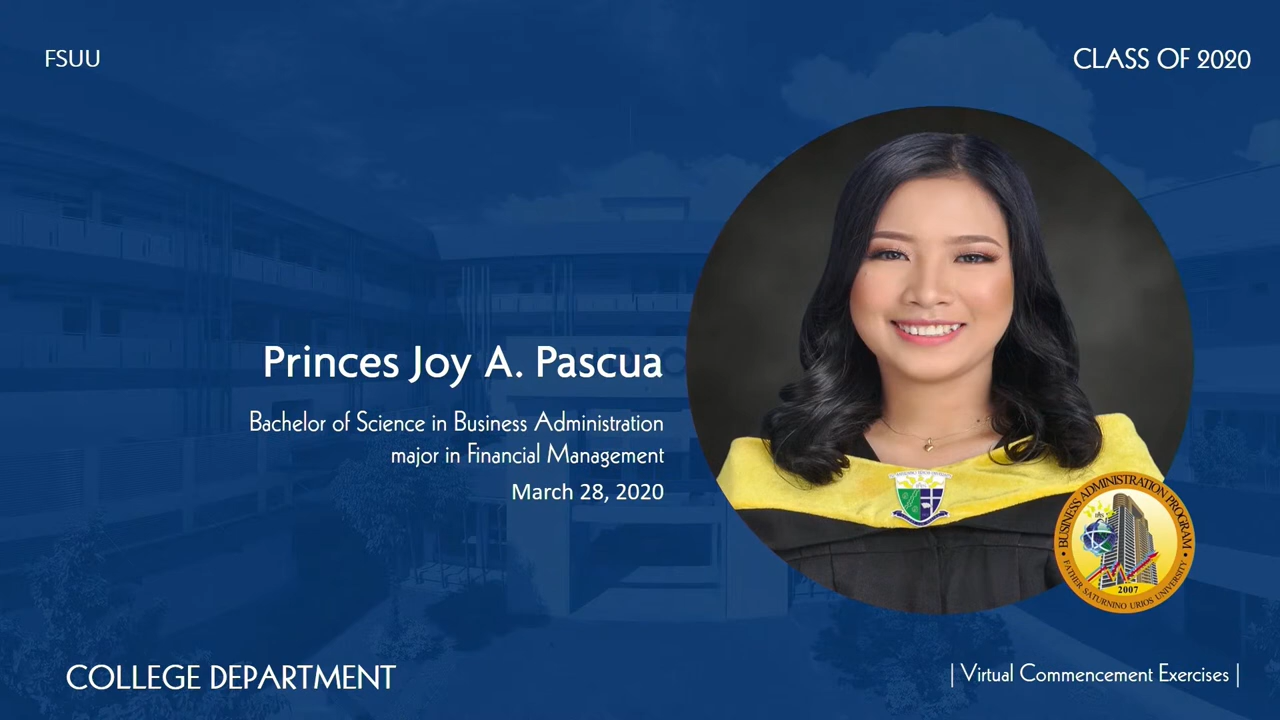 FSUU
CLASS OF 2020
Princes Joy A. Pascua
Bachelor of Science in Business Administration
major in Financial Management
March 28, 2020
BUSINESS ADMINISTRATION PROGRAM
FATHER SATURNINO URIOS UNIVERSITY
2007
COLLEGE DEPARTMENT
| Virtual Commencement Exercises |